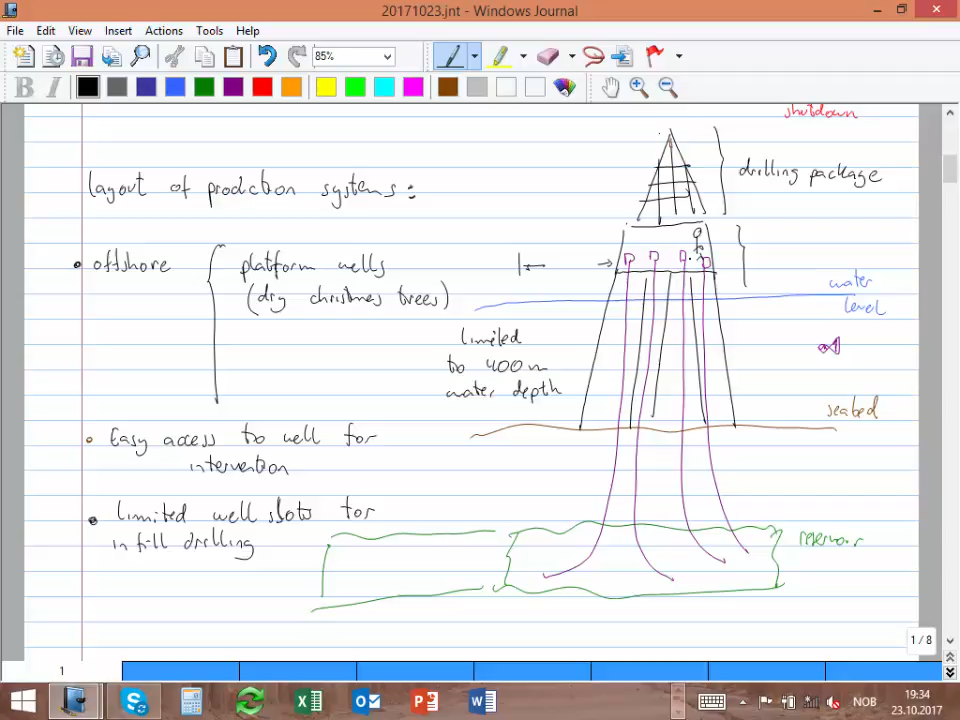 20171023.jnt - Windows Journal
File Edit View Insert Actions Tools Help
85%
B I
shutdown
drilling package
layout of prodction systems :
offshore
platform wells
(dry christmas trees)
water
level
limited
to 400 m
water depth
seabed
Easy access to well for
intervention
limited well slots for
infill drilling
reservoir
1 / 8
1
NOB
19:34
23.10.2017